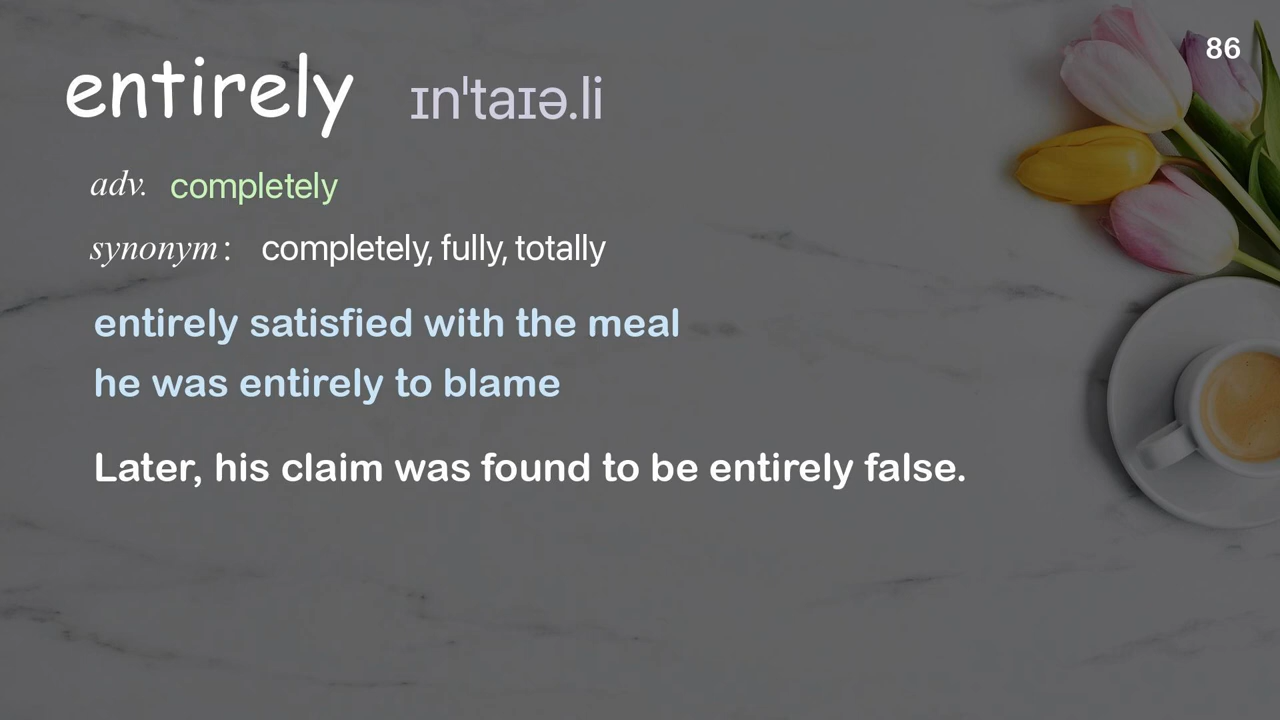 86
entirely ɪnˈtaɪə.li
adv. completely
synonym: completely, fully, totally
entirely satisfied with the meal
he was entirely to blame
Later, his claim was found to be entirely false.